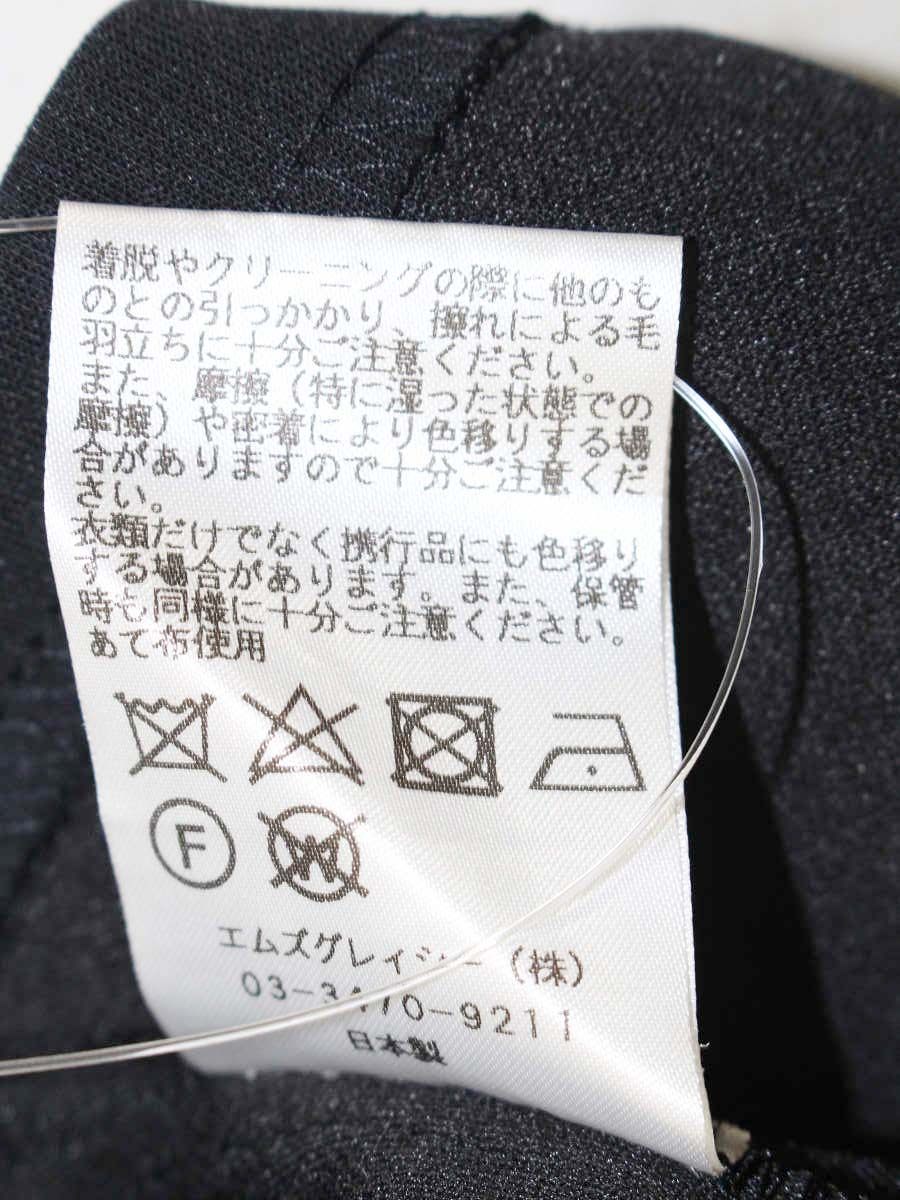 着脱やクリーニングの際に他のも
のとの引っかかり、擦れによる毛
羽立ちに十分ご注意ください。
また、摩擦(特に湿った状態での
摩擦)や密着により色移りする場
合がありますので十分ご注意くだ
さい。
衣類だけでなく携行品にも色移り
する場合があります。また、保管
時も同様に十分ご注意ください。
あて布使用
F
W
エムズグレイシー(株)
03-3470-9211
日本製